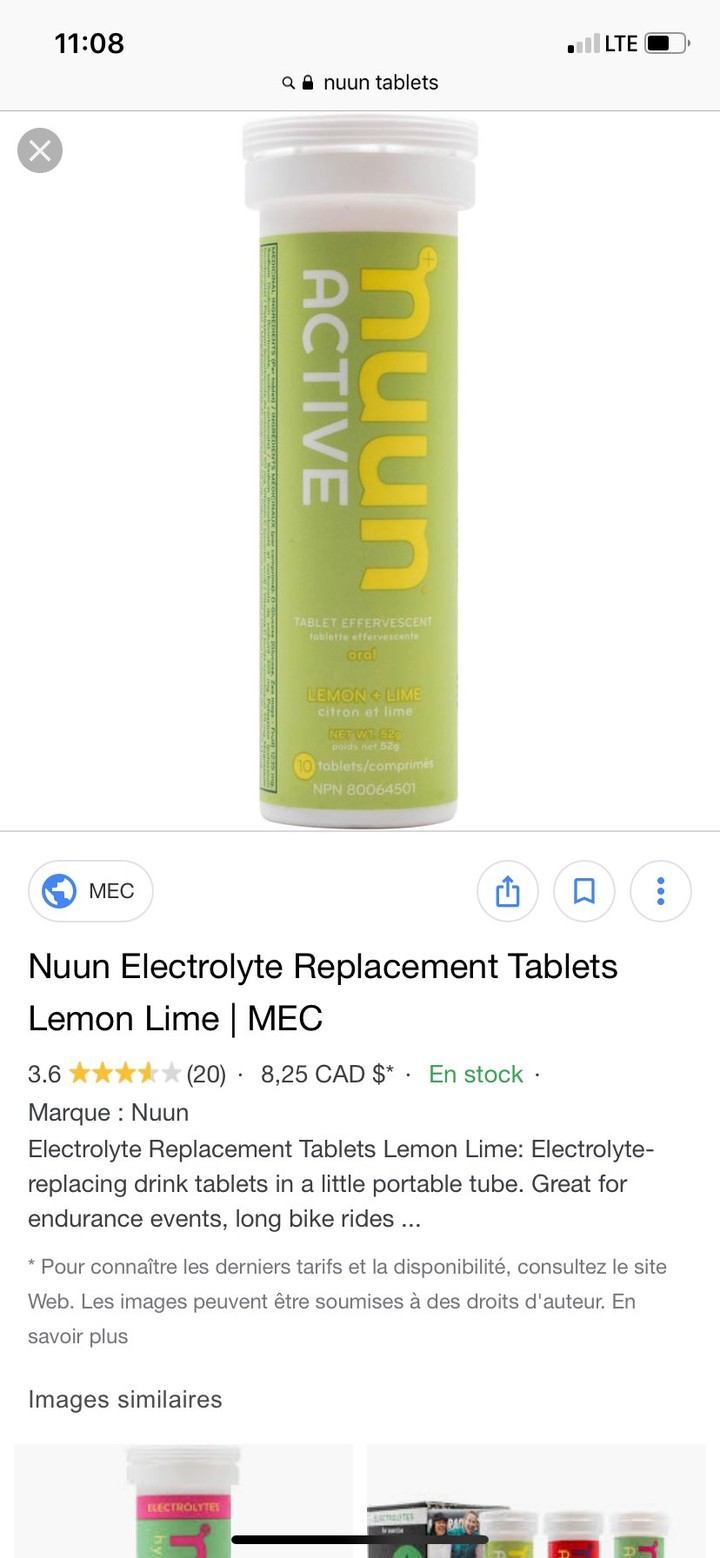 11:08
LTE
nuun tablets
nuun
ACTIVE
TABLET EFFERVESCENT
tablette effervescente
oral
LEMON + LIME
citron et lime
NET WT. 52g
poids net 52g
10 tablets/comprimés
NPN 80064501
MEC
Nuun Electrolyte Replacement Tablets
Lemon Lime | MEC
3.6 (20) · 8,25 CAD $* · En stock ·
Marque : Nuun
Electrolyte Replacement Tablets Lemon Lime: Electrolyte-
replacing drink tablets in a little portable tube. Great for
endurance events, long bike rides ...
* Pour connaître les derniers tarifs et la disponibilité, consultez le site
Web. Les images peuvent être soumises à des droits d'auteur. En
savoir plus
Images similaires
ELECTROLYTES
ELECTROLYTES